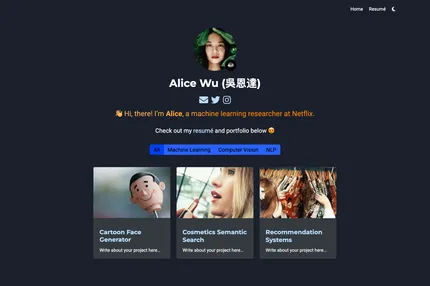 Home Resumé
Alice Wu (吳恩達)
👋 Hi, there! I'm Alice, a machine learning researcher at Netflix.
Check out my resumé and portfolio below
All Machine Learning Computer Vision NLP
Cartoon Face Generator
Write about your project here...
Cosmetics Semantic Search
Write about your project here...
Recommendation Systems
Write about your project here...